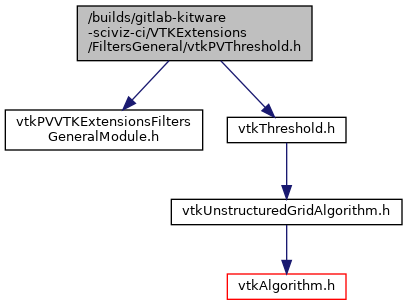 /builds/gitlab-kitware
-sciviz-ci/VTKExtensions
/FiltersGeneral/vtkPVThreshold.h
vtkPVVTKExtensionsFilters
GeneralModule.h
vtkThreshold.h
vtkUnstructuredGridAlgorithm.h
vtkAlgorithm.h